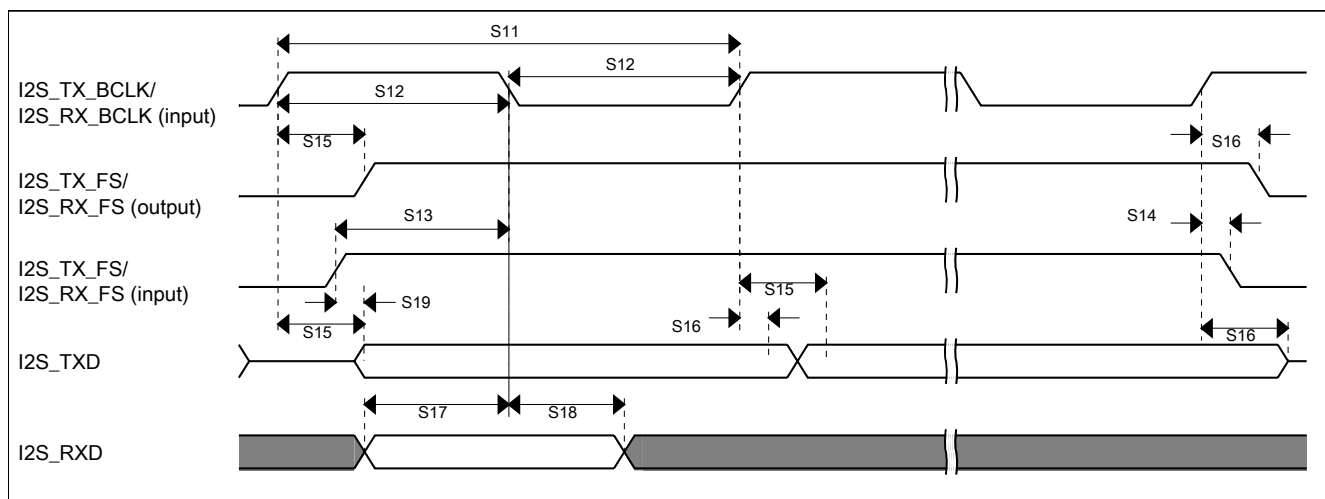 S11
I2S_TX_BCLK/
I2S_RX_BCLK (input)
S12
S12
S15
S16
I2S_TX_FS/
I2S_RX_FS (output)
S13
S14
I2S_TX_FS/
I2S_RX_FS (input)
S19
S15
S15
S16
S16
I2S_TXD
S17
S18
I2S_RXD